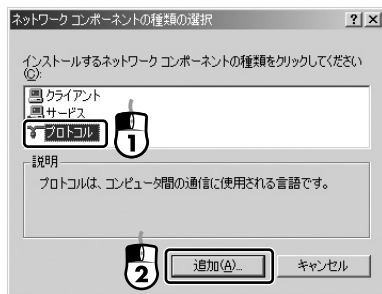 ネットワーク コンポーネントの種類の選択
インストールするネットワーク コンポーネントの種類をクリックしてください
(C):
クライアント
サービス
プロトコル
1
説明
プロトコルは、コンピュータ間の通信に使用される言語です。
2
追加(A)...
キャンセル